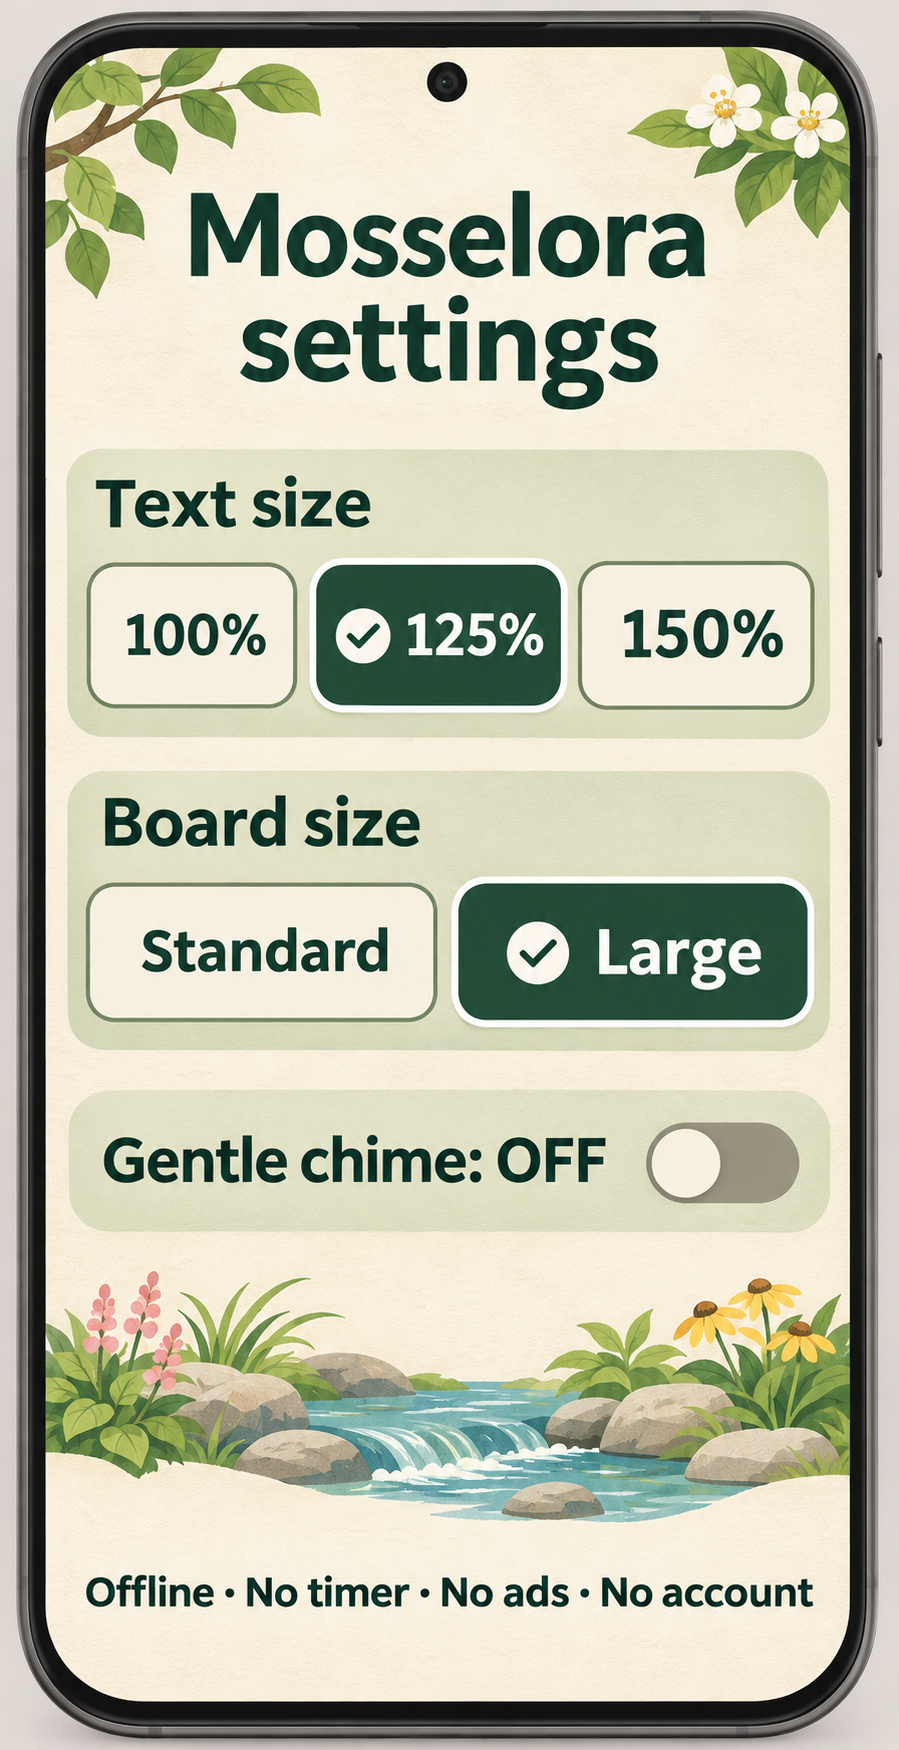 Mosselora
settings
Text size
100%
125%
150%
Board size
Standard
Large
Gentle chime: OFF
Offline · No timer · No ads · No account